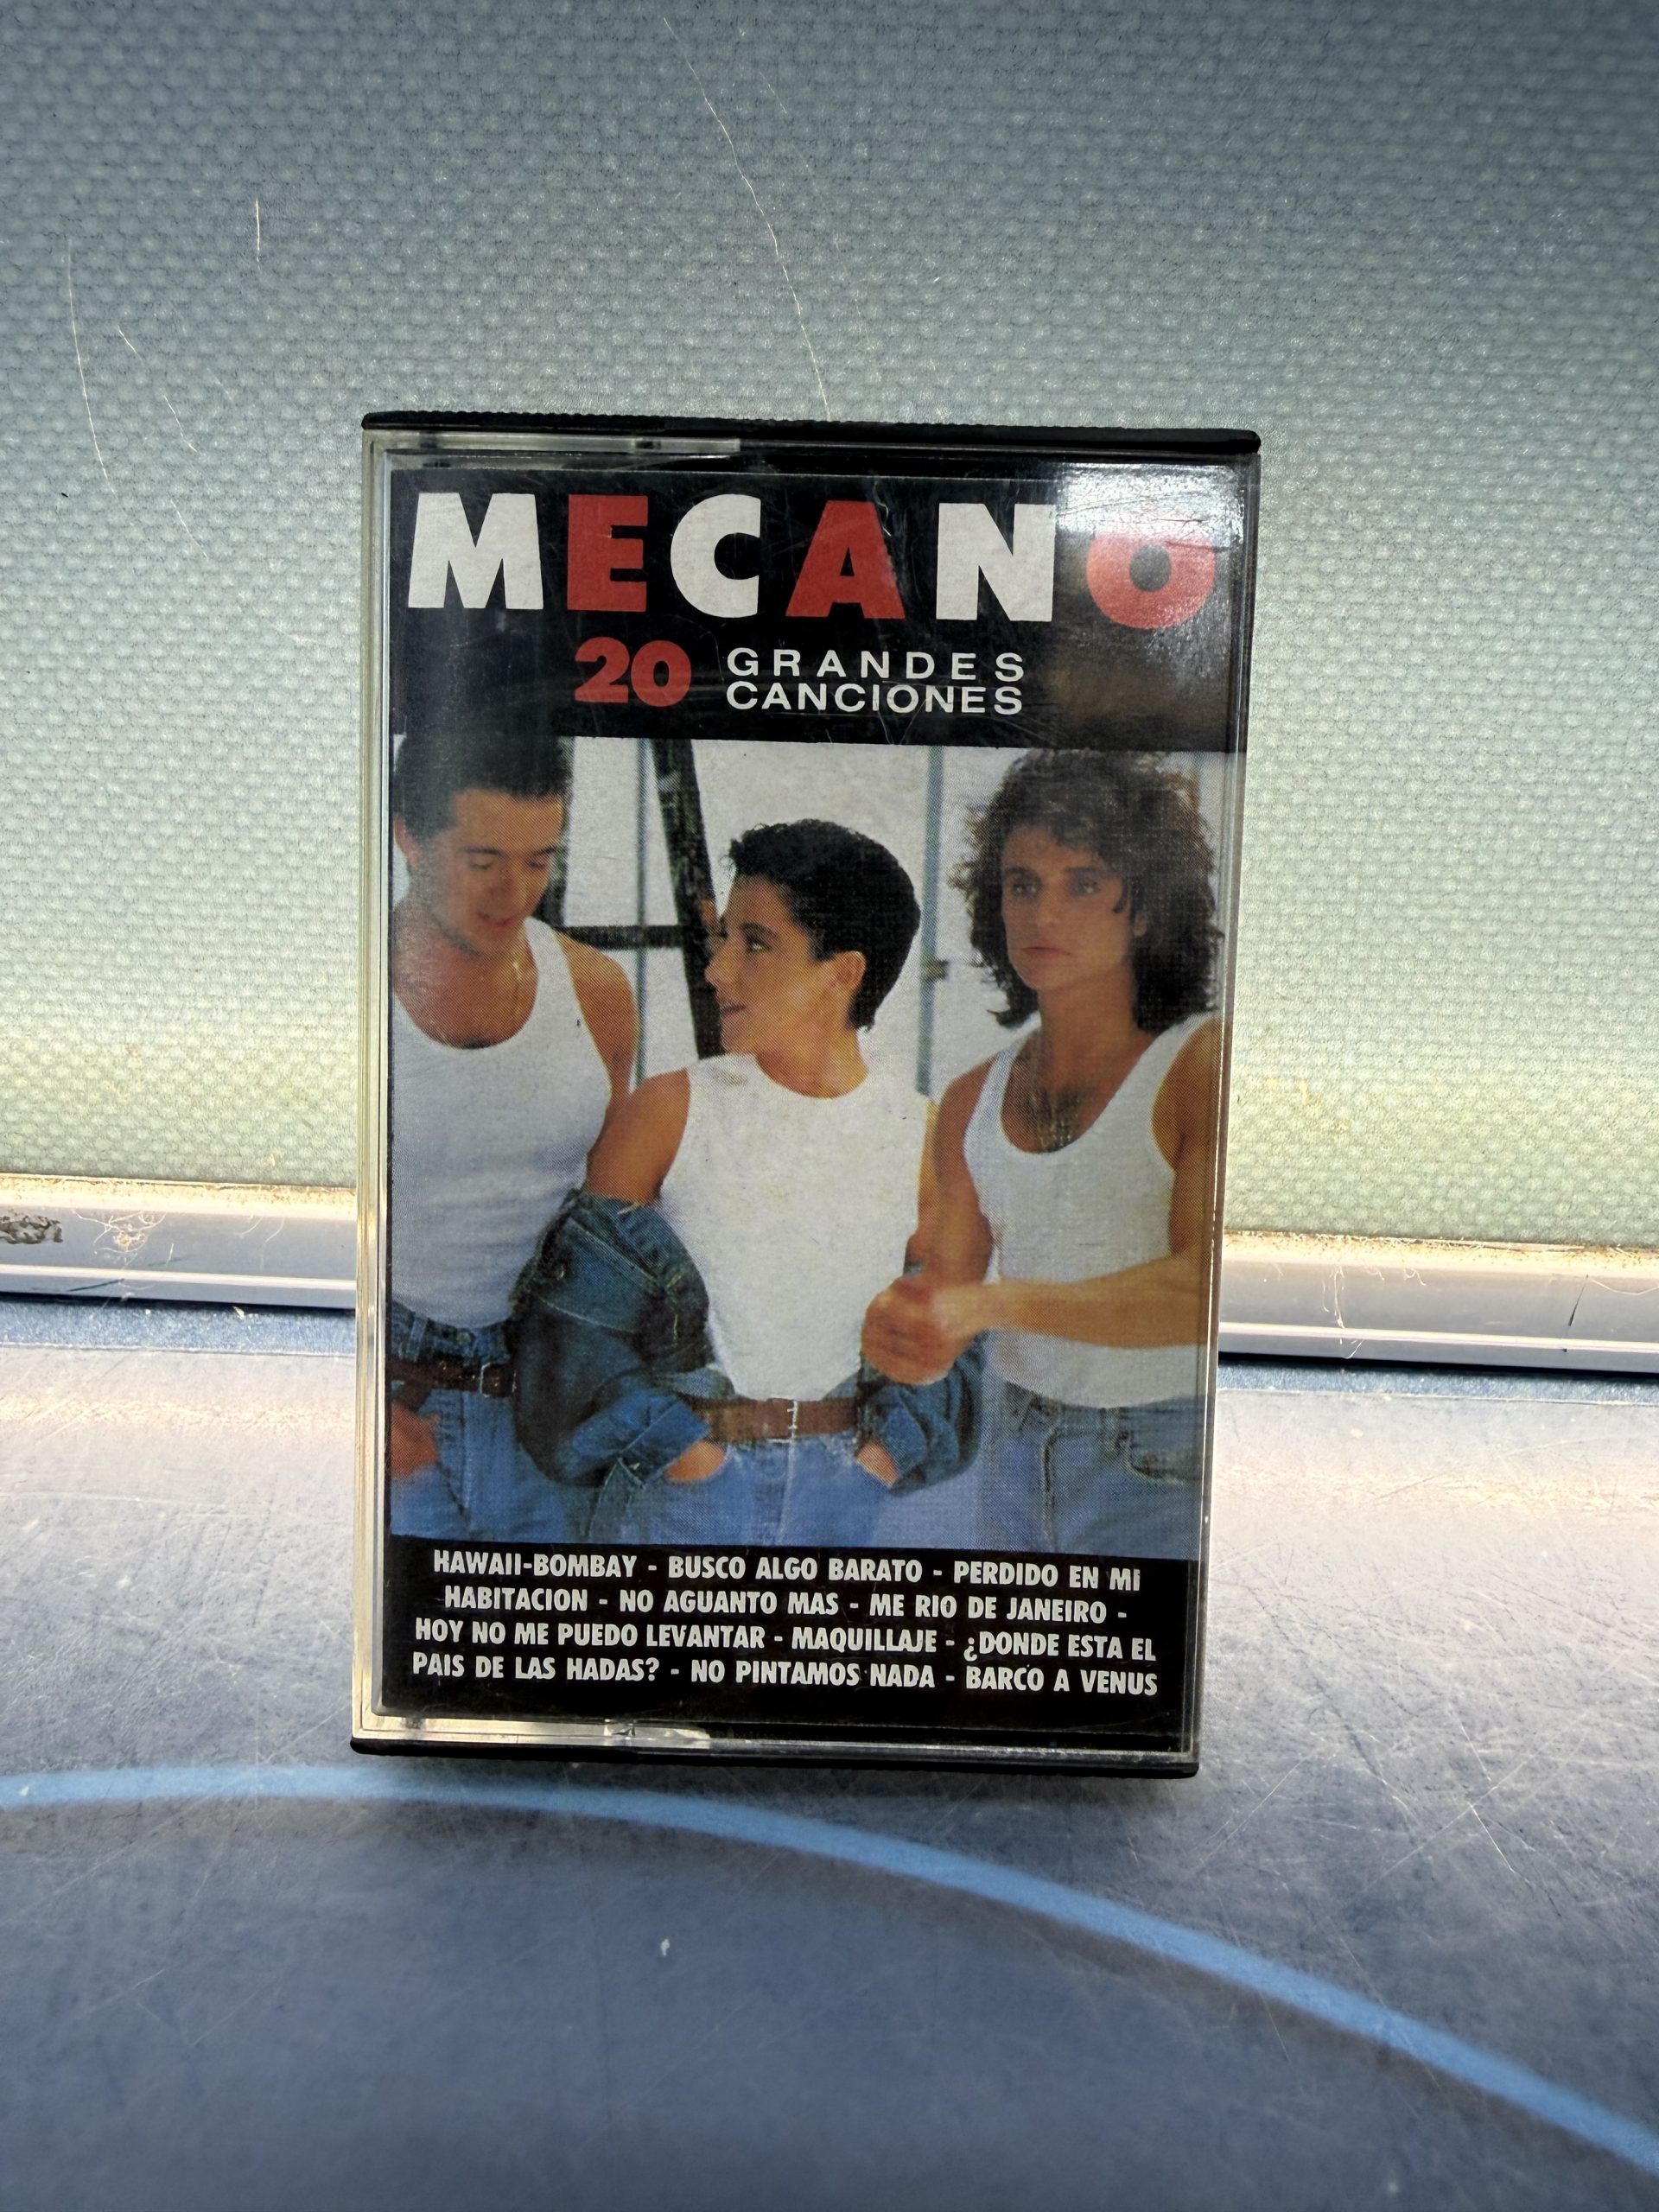 MECANO
20 GRANDES
CANCIONES
HAWAII-BOMBAY - BUSCO ALGO BARATO - PERDIDO EN MI
HABITACION - NO AGUANTO MAS - ME RIO DE JANEIRO -
HOY NO ME PUEDO LEVANTAR - MAQUILLAJE - ¿DONDE ESTA EL
PAIS DE LAS HADAS? - NO PINTAMOS NADA - BARCO A VENUS